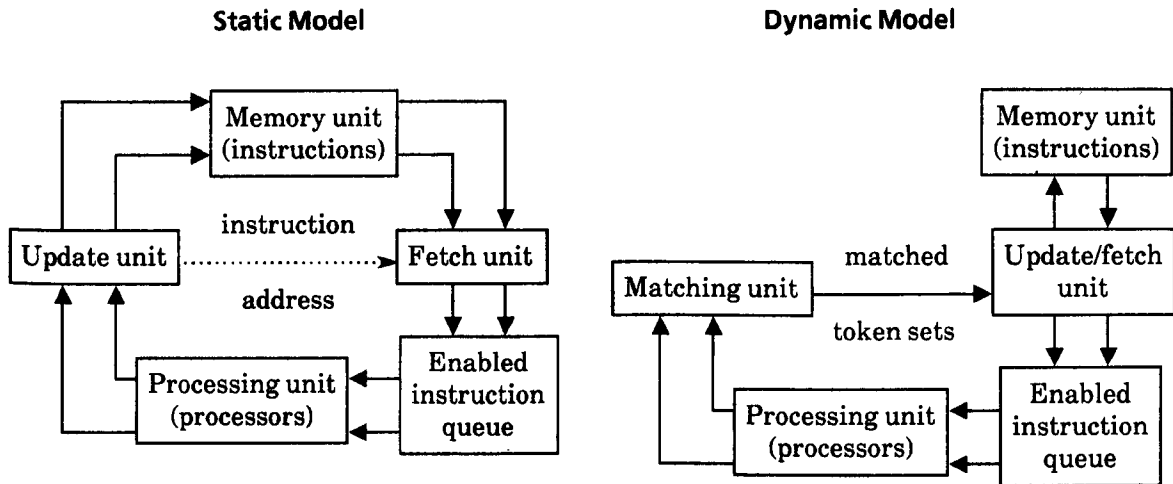 Static Model
Memory unit
(instructions)
instruction
Update unit
Fetch unit
address
Processing unit
(processors)
Enabled
instruction
queue
Dynamic Model
Memory unit
(instructions)
matched
Matching unit
Update/fetch
unit
token sets
Processing unit
(processors)
Enabled
instruction
queue